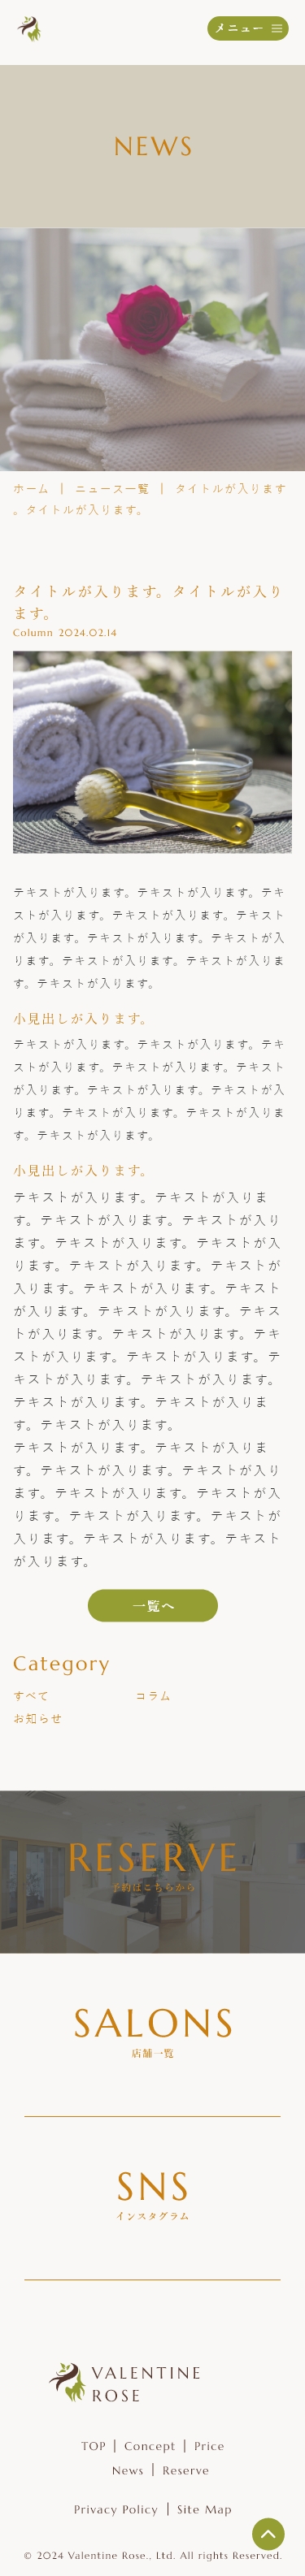 メニュー
NEWS
ホーム | ニュース一覧 | タイトルが入ります
。タイトルが入ります。
タイトルが入ります。タイトルが入り
ます。
Column 2024.02.14
テキストが入ります。テキストが入ります。テキ
ストが入ります。テキストが入ります。テキスト
が入ります。テキストが入ります。テキストが入
ります。テキストが入ります。テキストが入りま
す。テキストが入ります。
小見出しが入ります。
テキストが入ります。テキストが入ります。テキ
ストが入ります。テキストが入ります。テキスト
が入ります。テキストが入ります。テキストが入
ります。テキストが入ります。テキストが入りま
す。テキストが入ります。
小見出しが入ります。
テキストが入ります。テキストが入りま
す。テキストが入ります。テキストが入り
ます。テキストが入ります。テキストが入
ります。テキストが入ります。テキストが
入ります。テキストが入ります。テキスト
が入ります。テキストが入ります。テキス
トが入ります。テキストが入ります。テキ
ストが入ります。テキストが入ります。テ
キストが入ります。テキストが入ります。
テキストが入ります。テキストが入りま
す。テキストが入ります。
テキストが入ります。テキストが入りま
す。テキストが入ります。テキストが入り
ます。テキストが入ります。テキストが入
ります。テキストが入ります。テキストが
入ります。テキストが入ります。テキスト
が入ります。
一覧へ
Category
すべて コラム
お知らせ
RESERVE
予約はこちらから
SALONS
店舗一覧
SNS
インスタグラム
VALENTINE
ROSE
TOP | Concept | Price
News | Reserve
Privacy Policy | Site Map
© 2024 Valentine Rose., Ltd. All rights Reserved.